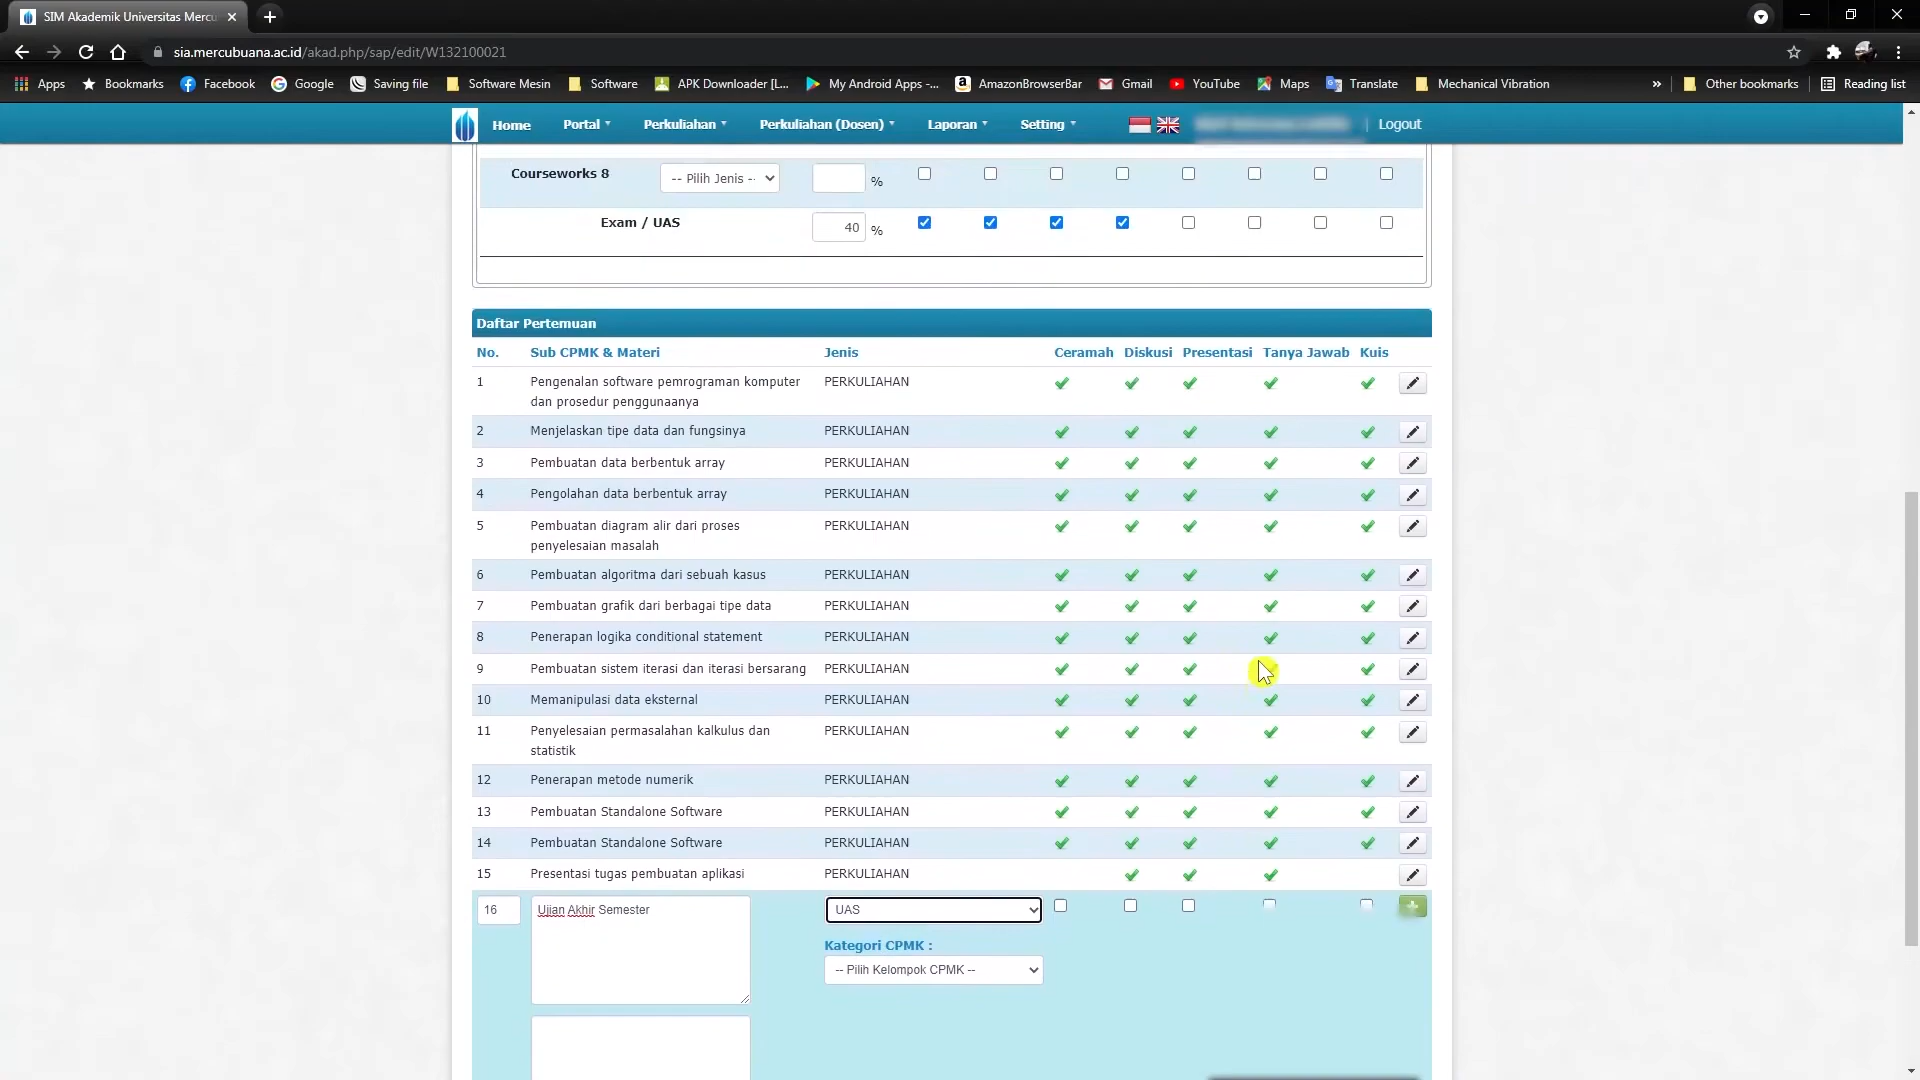 SIM Akademik Universitas Mercu
sia.mercubuana.ac.id/akad.php/sap/edit/W132100021
Apps Bookmarks Facebook Google Saving file Software Mesin Software APK Downloader [L... My Android Apps -... AmazonBrowserBar Gmail YouTube Maps Translate Mechanical Vibration » Other bookmarks Reading list
Home Portal Perkuliahan Perkuliahan (Dosen) Laporan Setting | Logout
Courseworks 8 -- Pilih Jenis -- %
Exam / UAS 40 %
Daftar Pertemuan
No. Sub CPMK & Materi Jenis Ceramah Diskusi Presentasi Tanya Jawab Kuis
1 Pengenalan software pemrograman komputer PERKULIAHAN
dan prosedur penggunaanya
2 Menjelaskan tipe data dan fungsinya PERKULIAHAN
3 Pembuatan data berbentuk array PERKULIAHAN
4 Pengolahan data berbentuk array PERKULIAHAN
5 Pembuatan diagram alir dari proses PERKULIAHAN
penyelesaian masalah
6 Pembuatan algoritma dari sebuah kasus PERKULIAHAN
7 Pembuatan grafik dari berbagai tipe data PERKULIAHAN
8 Penerapan logika conditional statement PERKULIAHAN
9 Pembuatan sistem iterasi dan iterasi bersarang PERKULIAHAN
10 Memanipulasi data eksternal PERKULIAHAN
11 Penyelesaian permasalahan kalkulus dan PERKULIAHAN
statistik
12 Penerapan metode numerik PERKULIAHAN
13 Pembuatan Standalone Software PERKULIAHAN
14 Pembuatan Standalone Software PERKULIAHAN
15 Presentasi tugas pembuatan aplikasi PERKULIAHAN
16 Ujian Akhir Semester UAS
Kategori CPMK :
-- Pilih Kelompok CPMK --